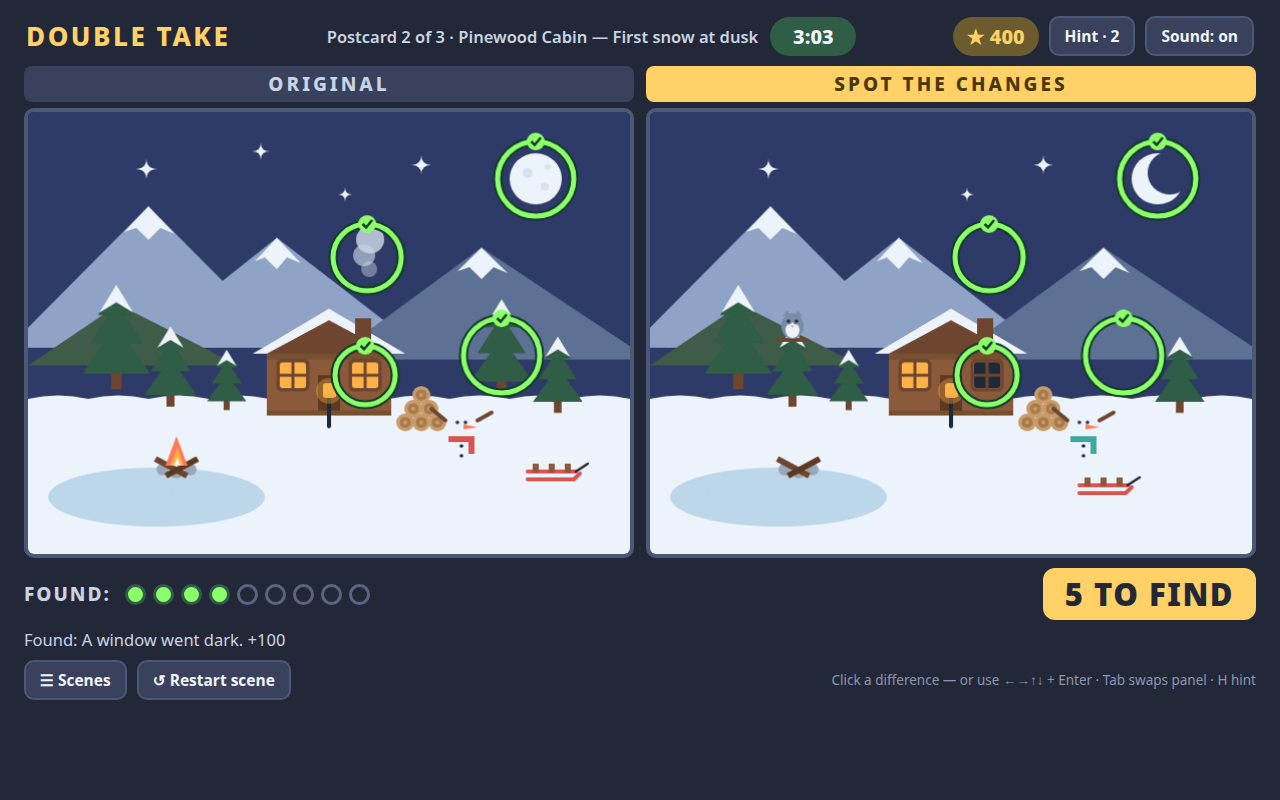 DOUBLE TAKE
Postcard 2 of 3 · Pinewood Cabin — First snow at dusk
3:03
★ 400
Hint · 2
Sound: on
ORIGINAL
SPOT THE CHANGES
FOUND:
5 TO FIND
Found: A window went dark. +100
☰ Scenes
↺ Restart scene
Click a difference — or use ←→↑↓ + Enter · Tab swaps panel · H hint